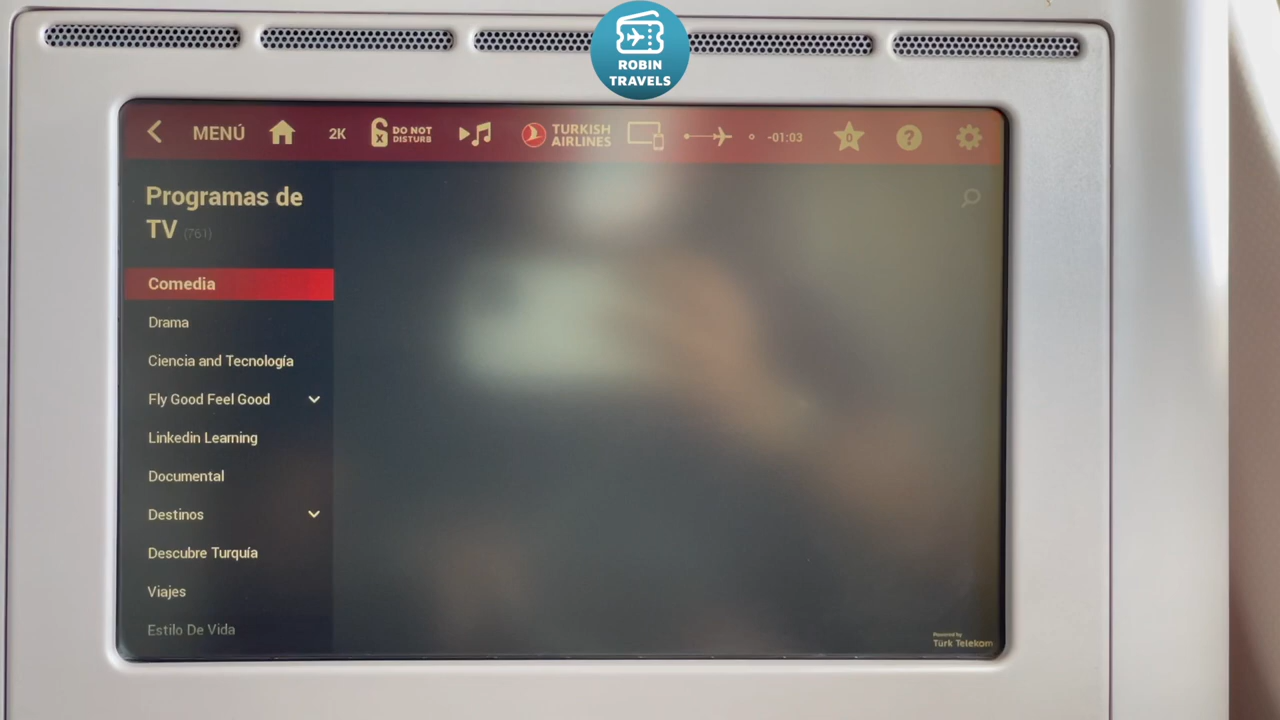 ROBIN
TRAVELS
MENÚ
2K
DO NOT
DISTURB
TURKISH
AIRLINES
-01:03
0
?
Programas de
TV (761)
Comedia
Drama
Ciencia and Tecnología
Fly Good Feel Good
Linkedin Learning
Documental
Destinos
Descubre Turquía
Viajes
Estilo De Vida
Powered by
Türk Telekom